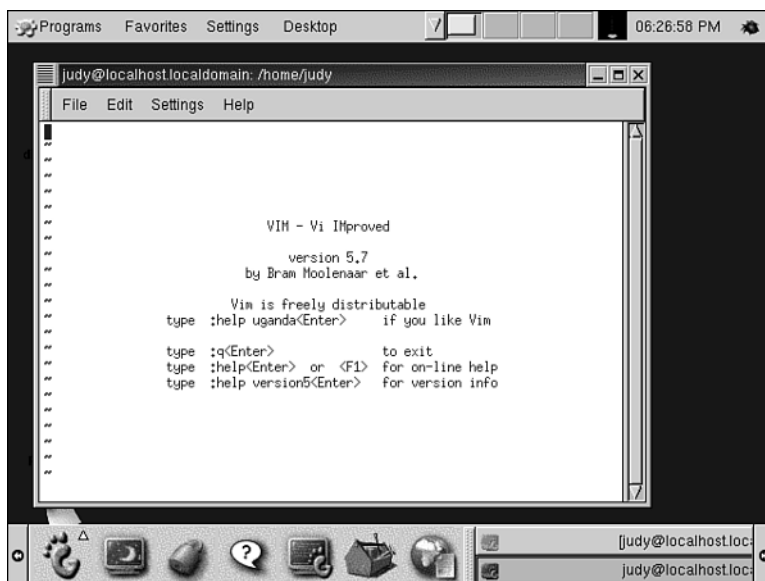 Programs Favorites Settings Desktop 06:26:58 PM
judy@localhost.localdomain: /home/judy
File Edit Settings Help
~
~
~
~
~
~ VIM - Vi IMproved
~
~ version 5.7
~ by Bram Moolenaar et al.
~
~ Vim is freely distributable
~ type :help uganda<Enter> if you like Vim
~
~ type :q<Enter> to exit
~ type :help<Enter> or <F1> for on-line help
~ type :help version5<Enter> for version info
~
~
~
~
~
~
[judy@localhost.loc
judy@localhost.loc